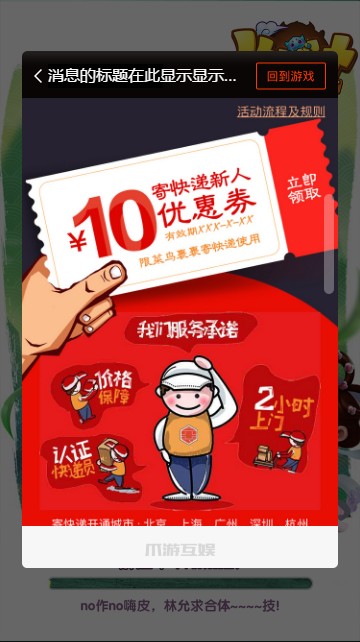 消息的标题在此显示显示...
回到游戏
活动流程及规则
寄快递新人
¥10优惠券
有效期XXX-X-XX
限菜鸟裹裹寄快递使用
立即
领取
我们服务承诺
价格
保障
2小时
上门
认证
快递员
寄快递开通城市：北京、上海、广州、深圳、杭州
爪游互娱
no作no嗨皮，林允求合体~~~~技!